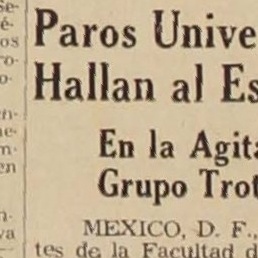 Paros Unive
Hallan al Es
En la Agita
Grupo Trot
MEXICO, D. F.,
tes de la Facultad d